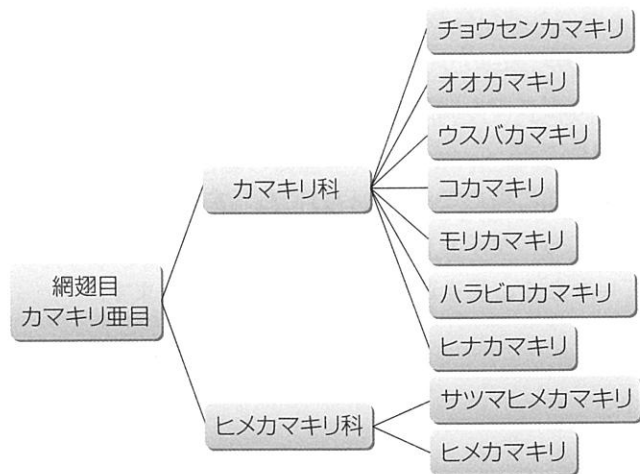 網翅目
カマキリ亜目
カマキリ科
チョウセンカマキリ
オオカマキリ
ウスバカマキリ
コカマキリ
モリカマキリ
ハラビロカマキリ
ヒナカマキリ
ヒメカマキリ科
サツマヒメカマキリ
ヒメカマキリ